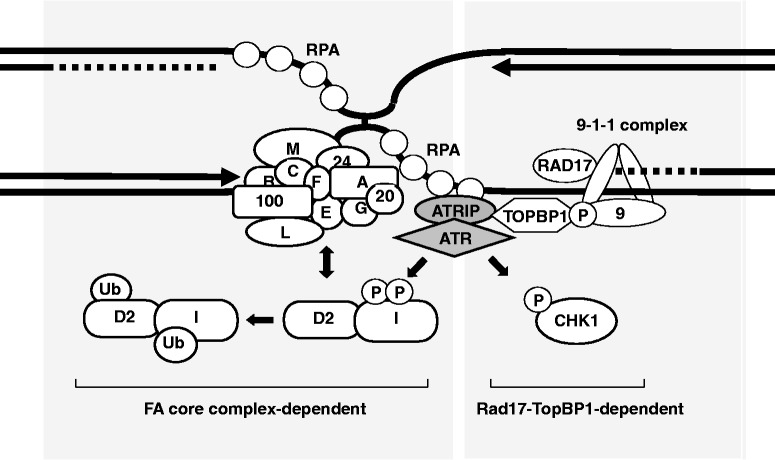 RPA
9-1-1 complex
M
24
RPA
RAD17
C
B
F
A
100
20
E
G
ATRIP
TOPBP1
P
9
L
ATR
Ub
P P
P
D2 I
D2 I
CHK1
Ub
FA core complex-dependent
Rad17-TopBP1-dependent